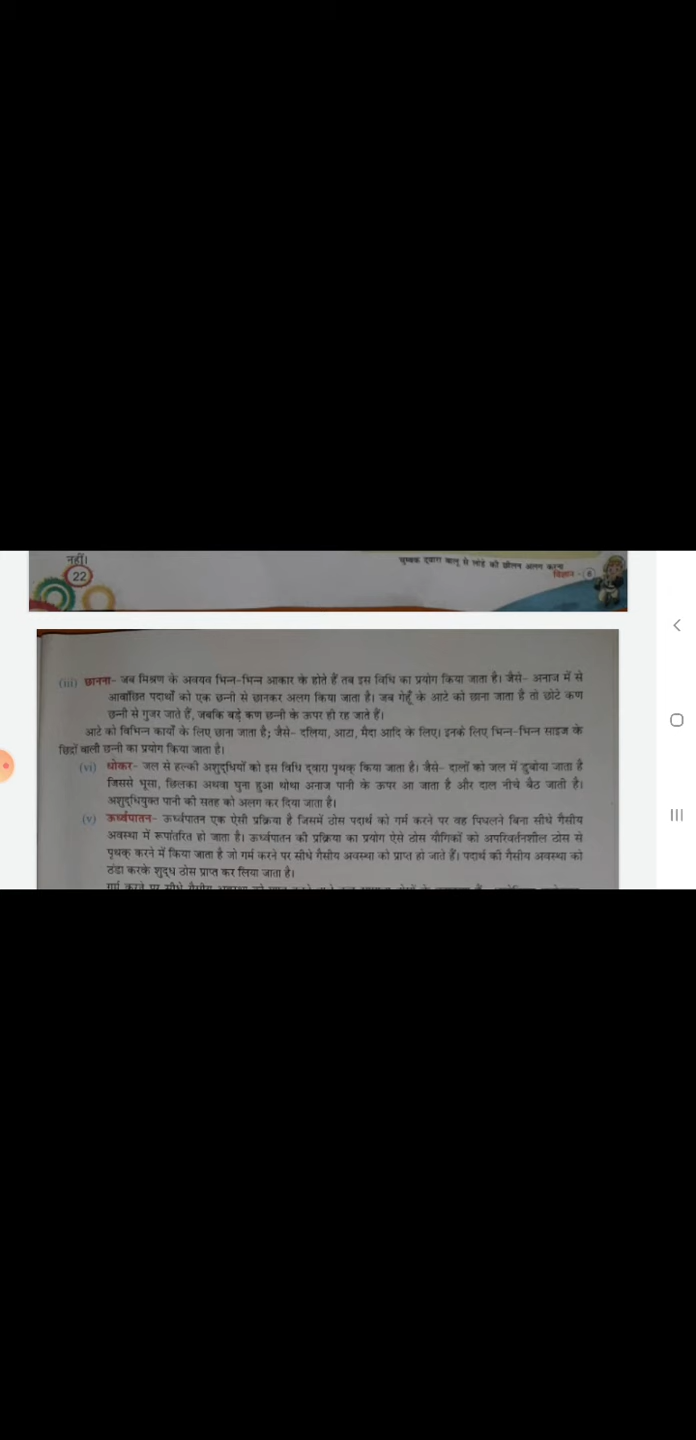 नहीं।
22
चुम्बक द्वारा बालु से लोहे की छीलन अलग करना
विज्ञान - 6
(iii) छानना- जब मिश्रण के अवयव भिन्न-भिन्न आकार के होते हैं तब इस विधि का प्रयोग किया जाता है। जैसे- अनाज में से
आवांछित पदार्थों को एक छन्नी से छानकर अलग किया जाता है। जब गेहूँ के आटे को छाना जाता है तो छोटे कण
छन्नी से गुजर जाते हैं, जबकि बड़े कण छन्नी के ऊपर ही रह जाते हैं।
आटे को विभिन्न कार्यों के लिए छाना जाता है; जैसे- दलिया, आटा, मैदा आदि के लिए। इनके लिए भिन्न-भिन्न साइज के
छिद्रों वाली छन्नी का प्रयोग किया जाता है।
(vi) धोकर- जल से हल्की अशुद्धियों को इस विधि द्वारा पृथक् किया जाता है। जैसे- दालों को जल में डुबोया जाता है
जिससे भूसा, छिलका अथवा घुना हुआ थोथा अनाज पानी के ऊपर आ जाता है और दाल नीचे बैठ जाती है।
अशुद्धियुक्त पानी की सतह को अलग कर दिया जाता है।
(v) ऊर्ध्वपातन- ऊर्ध्वपातन एक ऐसी प्रक्रिया है जिसमें ठोस पदार्थ को गर्म करने पर वह पिघलने बिना सीधे गैसीय
अवस्था में रूपांतरित हो जाता है। ऊर्ध्वपातन की प्रक्रिया का प्रयोग ऐसे ठोस यौगिकों को अपरिवर्तनशील ठोस से
पृथक् करने में किया जाता है जो गर्म करने पर सीधे गैसीय अवस्था को प्राप्त हो जाते हैं। पदार्थ की गैसीय अवस्था को
ठंडा करके शुद्ध ठोस प्राप्त कर लिया जाता है।
गर्म करने पर सीधे गैसीय अवस्था को